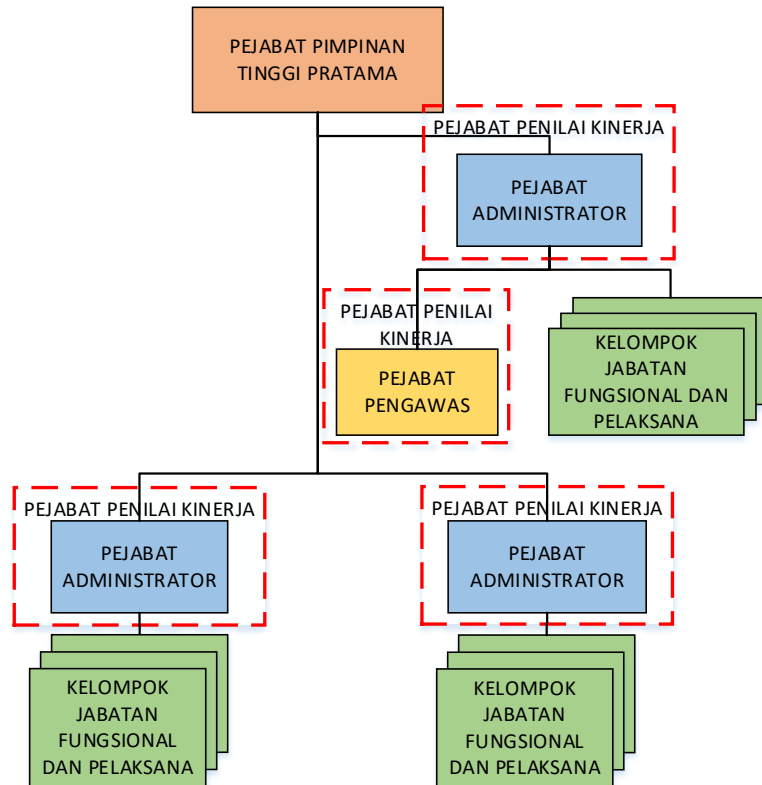 PEJABAT PIMPINAN
TINGGI PRATAMA
PEJABAT PENILAI KINERJA
PEJABAT
ADMINISTRATOR
PEJABAT PENILAI
KINERJA
PEJABAT
PENGAWAS
KELOMPOK
JABATAN
FUNGSIONAL DAN
PELAKSANA
PEJABAT PENILAI KINERJA
PEJABAT
ADMINISTRATOR
KELOMPOK
JABATAN
FUNGSIONAL
DAN PELAKSANA
PEJABAT PENILAI KINERJA
PEJABAT
ADMINISTRATOR
KELOMPOK
JABATAN
FUNGSIONAL
DAN PELAKSANA